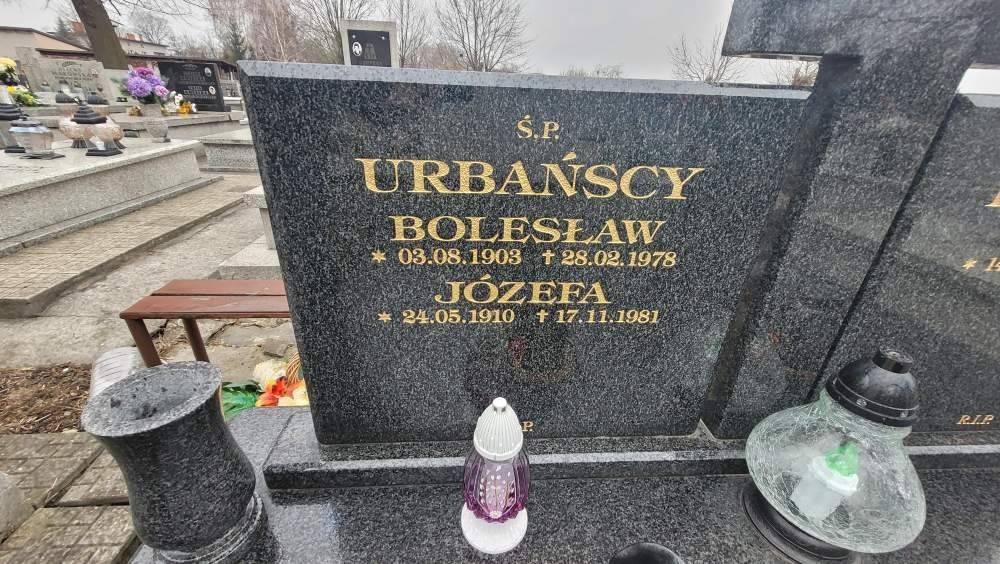 Ś.P.
URBAŃSCY
BOLESŁAW
* 03.08.1903 † 28.02.1978
JÓZEFA
* 24.05.1910 † 17.11.1981
R.I.P.